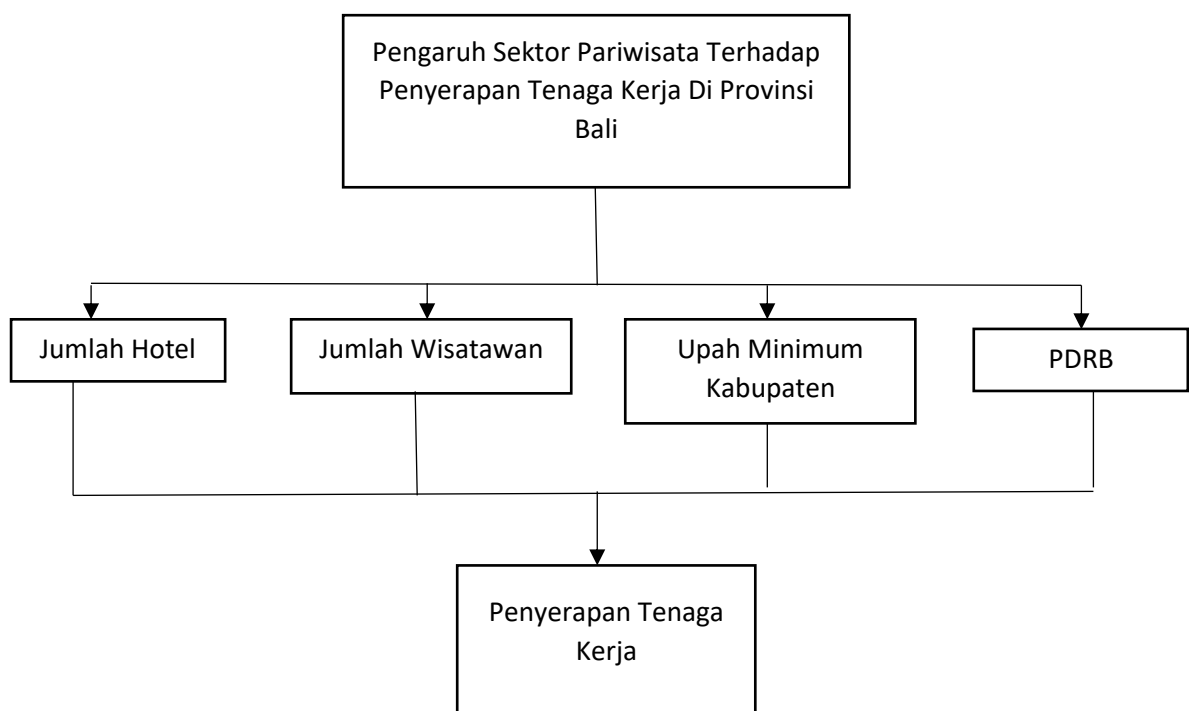 Pengaruh Sektor Pariwisata Terhadap
Penyerapan Tenaga Kerja Di Provinsi
Bali
Jumlah Hotel
Jumlah Wisatawan
Upah Minimum
Kabupaten
PDRB
Penyerapan Tenaga
Kerja